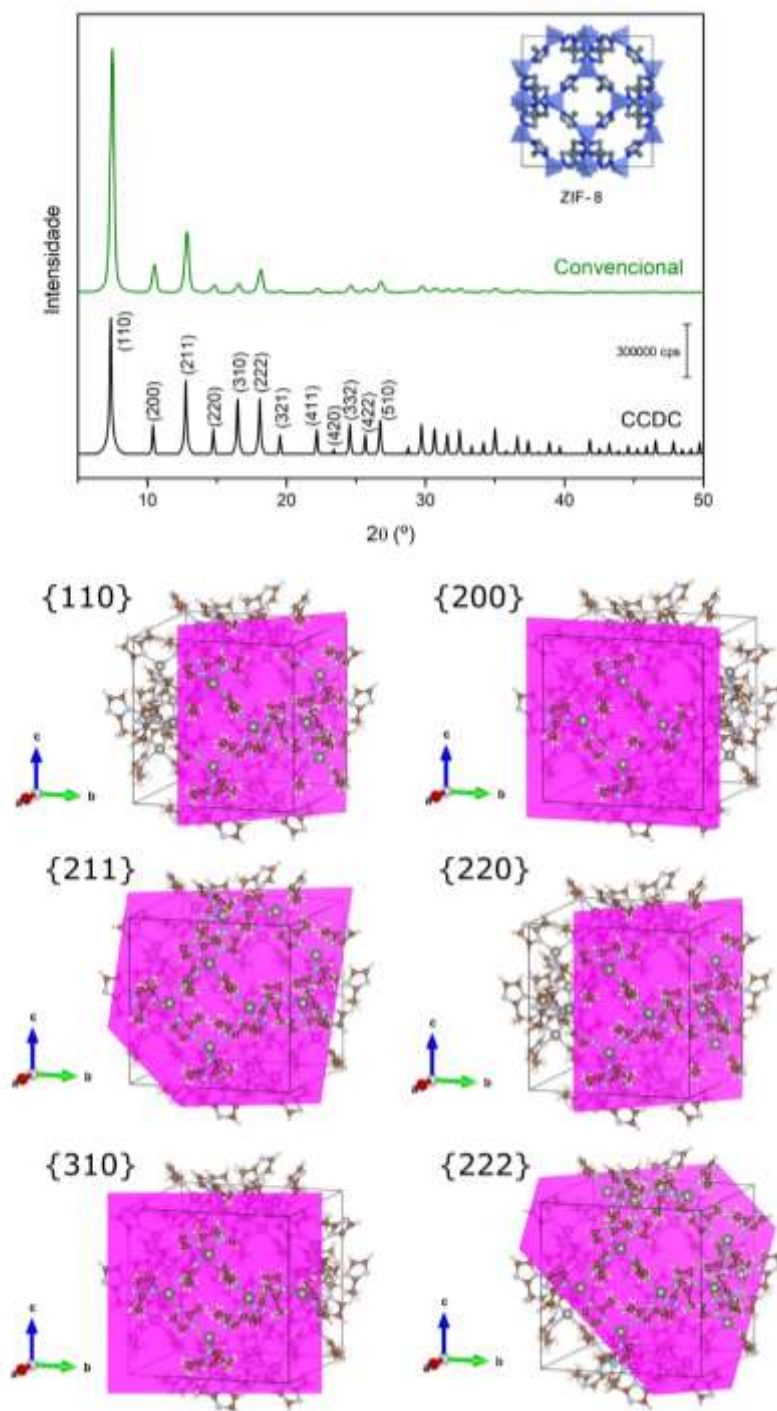 ZIF-8
Intensidade
Convencional
300000 cps
(110)
(200)
(211)
(220)
(310)
(222)
(321)
(411)
(420)
(332)
(422)
(510)
CCDC
10 20 30 40 50
2θ (º)
{110} {200}
c c
a b a b
{211} {220}
c c
a b a b
{310} {222}
c c
a b a b